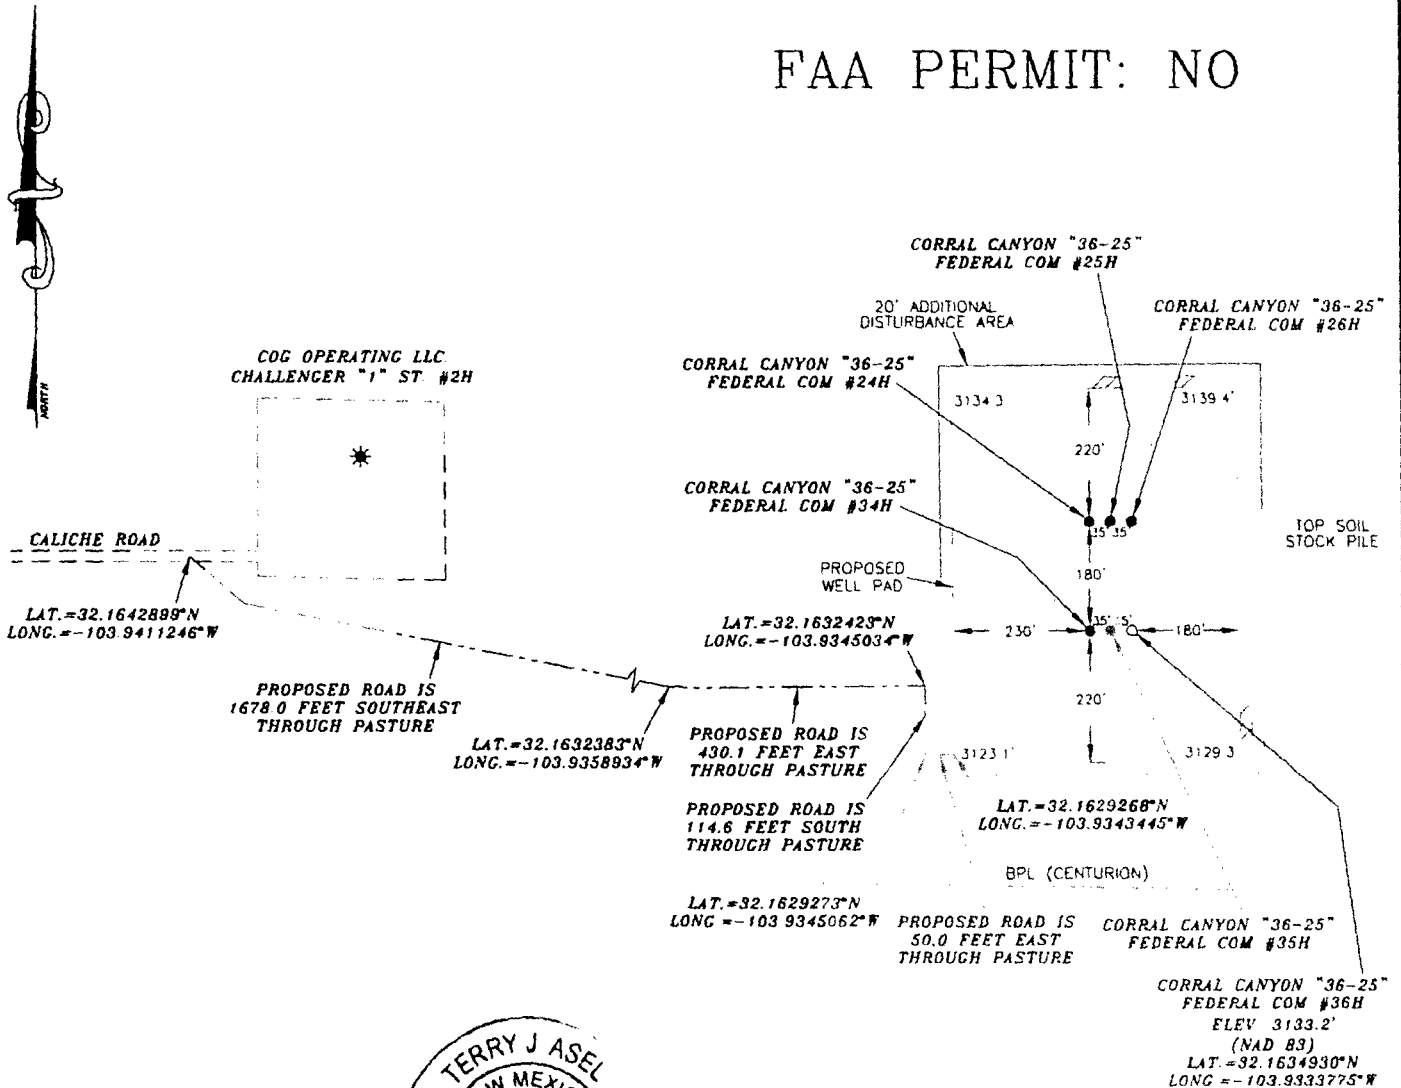 FAA PERMIT: NO
NORTH
CORRAL CANYON "36-25"
FEDERAL COM #25H
20' ADDITIONAL
DISTURBANCE AREA
CORRAL CANYON "36-25"
FEDERAL COM #26H
COG OPERATING LLC.
CHALLENGER "1" ST. #2H
CORRAL CANYON "36-25"
FEDERAL COM #24H
3134.3
3139.4'
220'
CORRAL CANYON "36-25"
FEDERAL COM #34H
35' 35'
TOP SOIL
STOCK PILE
CALICHE ROAD
PROPOSED
WELL PAD
180'
LAT.=32.1642899°N
LONG.=-103.9411246°W
LAT.=32.1632423°N
LONG.=-103.9345034°W
35'
230'
180'
PROPOSED ROAD IS
1678.0 FEET SOUTHEAST
THROUGH PASTURE
220'
LAT.=32.1632383°N
LONG.=-103.9358934°W
PROPOSED ROAD IS
430.1 FEET EAST
THROUGH PASTURE
3123.1'
3129.3
PROPOSED ROAD IS
114.6 FEET SOUTH
THROUGH PASTURE
LAT.=32.1629268°N
LONG.=-103.9343445°W
BPL (CENTURION)
LAT.=32.1629273°N
LONG.=-103.9345062°W
PROPOSED ROAD IS
50.0 FEET EAST
THROUGH PASTURE
CORRAL CANYON "36-25"
FEDERAL COM #35H
CORRAL CANYON "36-25"
FEDERAL COM #36H
ELEV 3133.2'
(NAD 83)
LAT.=32.1634930°N
LONG.=-103.9333775°W
TERRY J ASEL